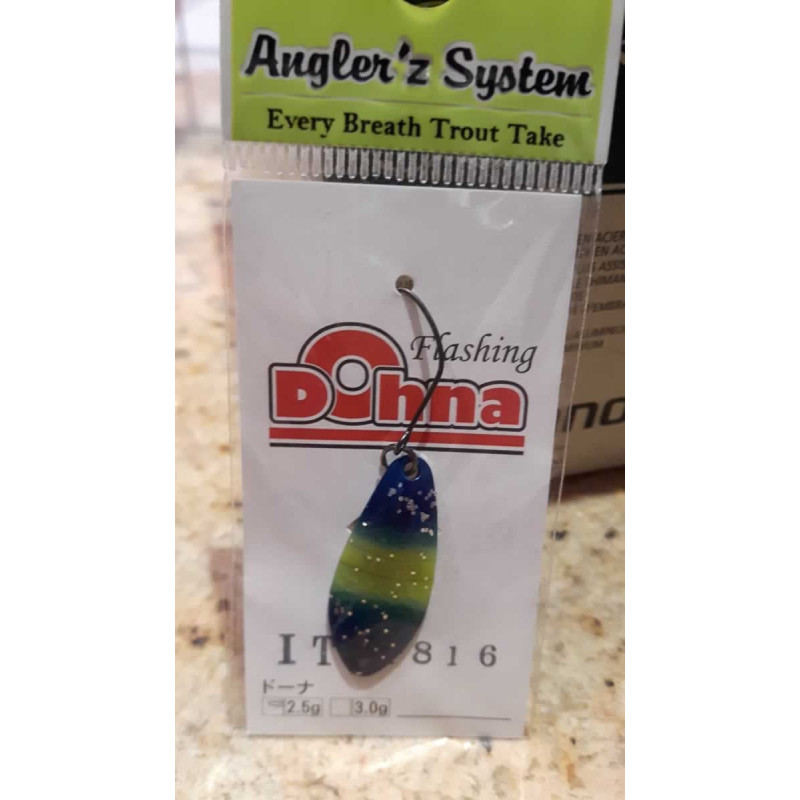 Angler'z System
Every Breath Trout Take
Flashing
Dohna
IT 816
ドーナ
2.5g 3.0g